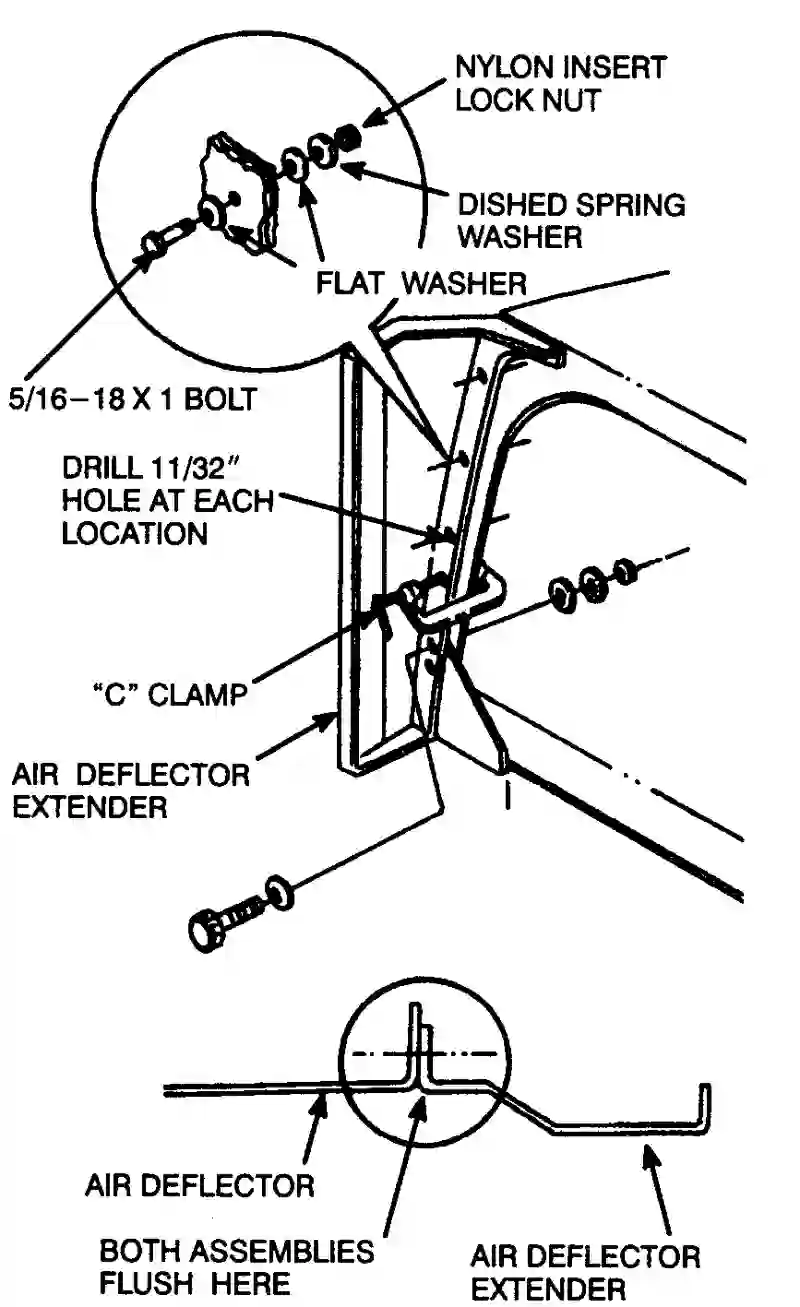 NYLON INSERT
LOCK NUT
DISHED SPRING
WASHER
FLAT WASHER
5/16–18 X 1 BOLT
DRILL 11/32"
HOLE AT EACH
LOCATION
"C" CLAMP
AIR DEFLECTOR
EXTENDER
AIR DEFLECTOR
BOTH ASSEMBLIES
FLUSH HERE
AIR DEFLECTOR
EXTENDER